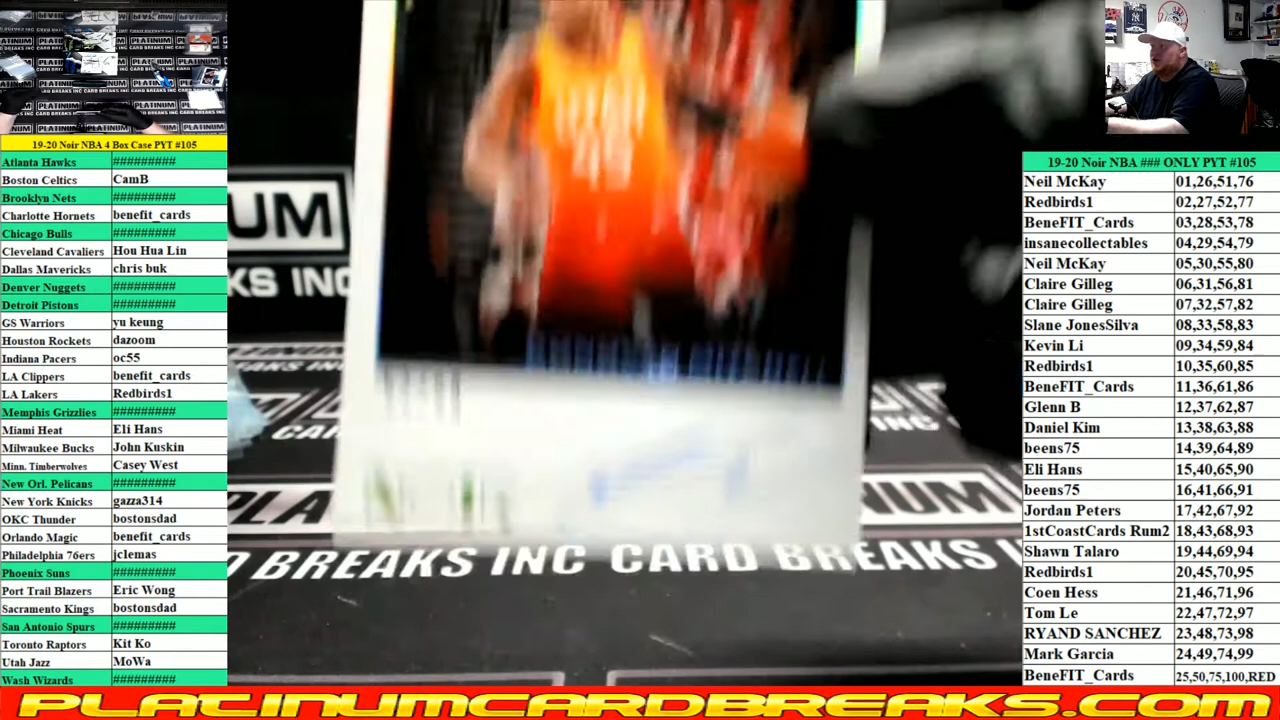 19-20 Noir NBA 4 Box Case PYT #105
Atlanta Hawks #########
Boston Celtics CamB
Brooklyn Nets #########
Charlotte Hornets benefit_cards
Chicago Bulls #########
Cleveland Cavaliers Hou Hua Lin
Dallas Mavericks chris buk
Denver Nuggets #########
Detroit Pistons #########
GS Warriors yu keung
Houston Rockets dazoom
Indiana Pacers oc55
LA Clippers benefit_cards
LA Lakers Redbirds1
Memphis Grizzlies #########
Miami Heat Eli Hans
Milwaukee Bucks John Kuskin
Minn. Timberwolves Casey West
New Orl. Pelicans #########
New York Knicks gazza314
OKC Thunder bostonsdad
Orlando Magic benefit_cards
Philadelphia 76ers jclemas
Phoenix Suns #########
Port Trail Blazers Eric Wong
Sacramento Kings bostonsdad
San Antonio Spurs #########
Toronto Raptors Kit Ko
Utah Jazz MoWa
Wash Wizards #########
BREAKS INC CARD BREAKS
19-20 Noir NBA ### ONLY PYT #105
Neil McKay 01,26,51,76
Redbirds1 02,27,52,77
BeneFIT_Cards 03,28,53,78
insanecollectables 04,29,54,79
Neil McKay 05,30,55,80
Claire Gilleg 06,31,56,81
Claire Gilleg 07,32,57,82
Slane JonesSilva 08,33,58,83
Kevin Li 09,34,59,84
Redbirds1 10,35,60,85
BeneFIT_Cards 11,36,61,86
Glenn B 12,37,62,87
Daniel Kim 13,38,63,88
beens75 14,39,64,89
Eli Hans 15,40,65,90
beens75 16,41,66,91
Jordan Peters 17,42,67,92
1stCoastCards Rum2 18,43,68,93
Shawn Talaro 19,44,69,94
Redbirds1 20,45,70,95
Coen Hess 21,46,71,96
Tom Le 22,47,72,97
RYAND SANCHEZ 23,48,73,98
Mark Garcia 24,49,74,99
BeneFIT_Cards 25,50,75,100,RED
PLATINUMCARDBREAKS.COM